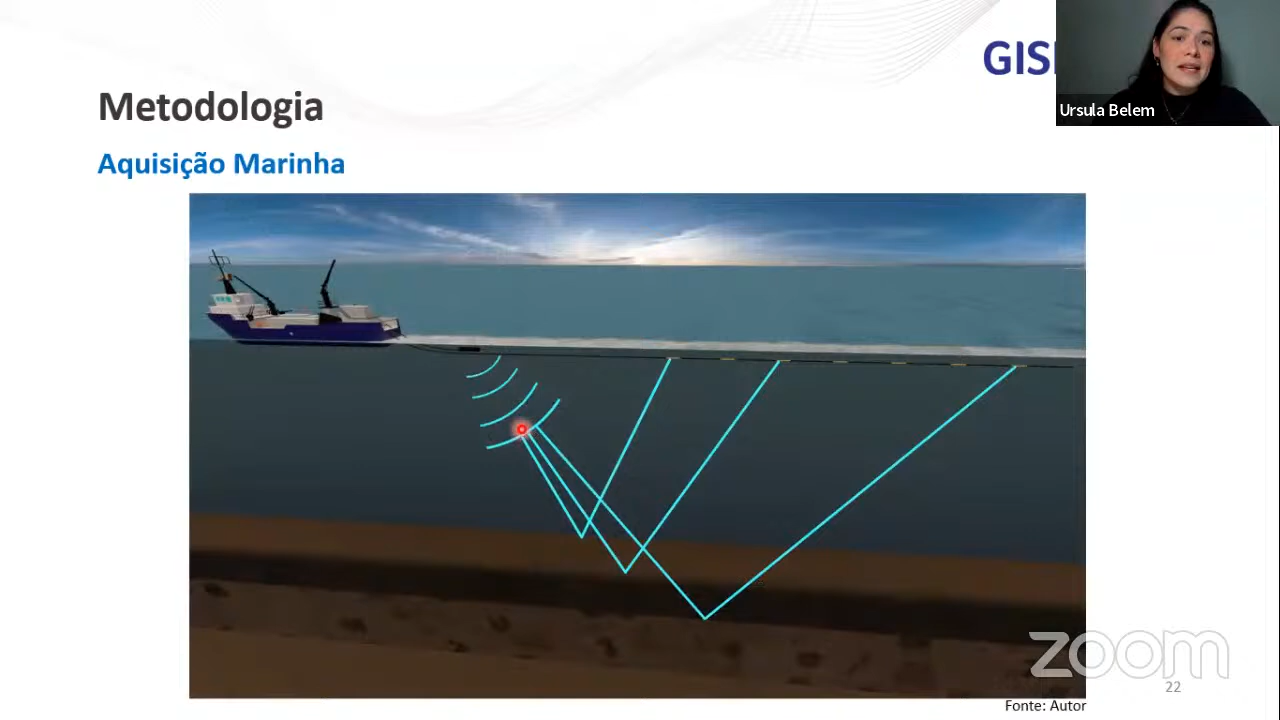 GIS
Metodologia
Ursula Belem
Aquisição Marinha
zoom
22
Fonte: Autor